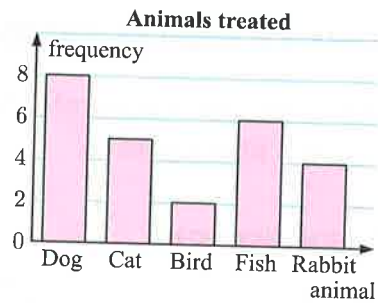 Animals treated
frequency
8
6
4
2
0
Dog Cat Bird Fish Rabbit
animal